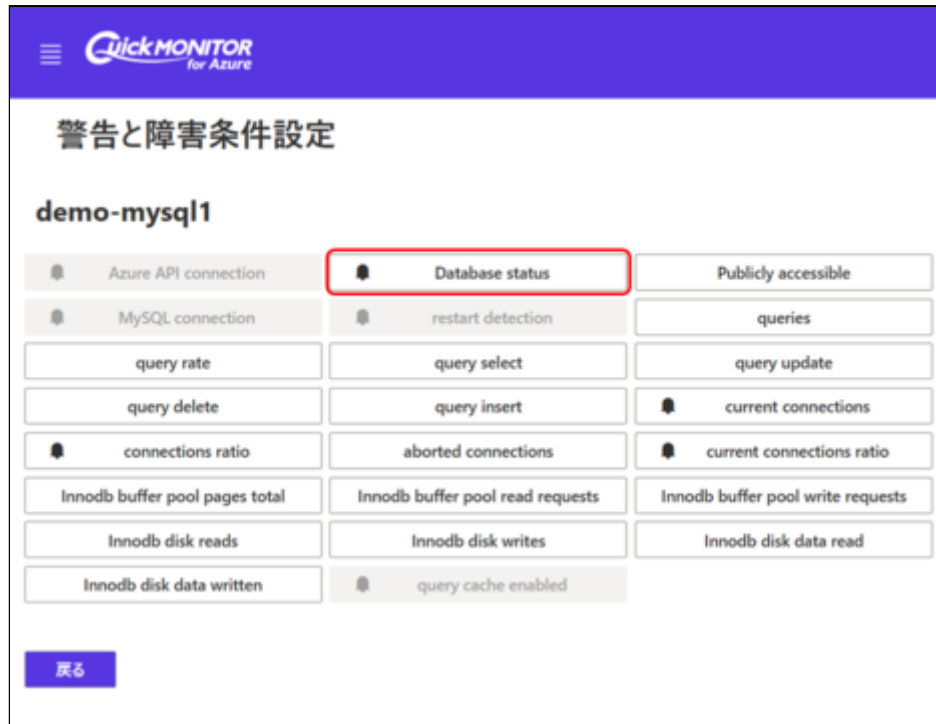 Quick MONITOR
for Azure
警告と障害条件設定
demo-mysql1
Azure API connection Database status Publicly accessible
MySQL connection restart detection queries
query rate query select query update
query delete query insert current connections
connections ratio aborted connections current connections ratio
Innodb buffer pool pages total Innodb buffer pool read requests Innodb buffer pool write requests
Innodb disk reads Innodb disk writes Innodb disk data read
Innodb disk data written query cache enabled
戻る